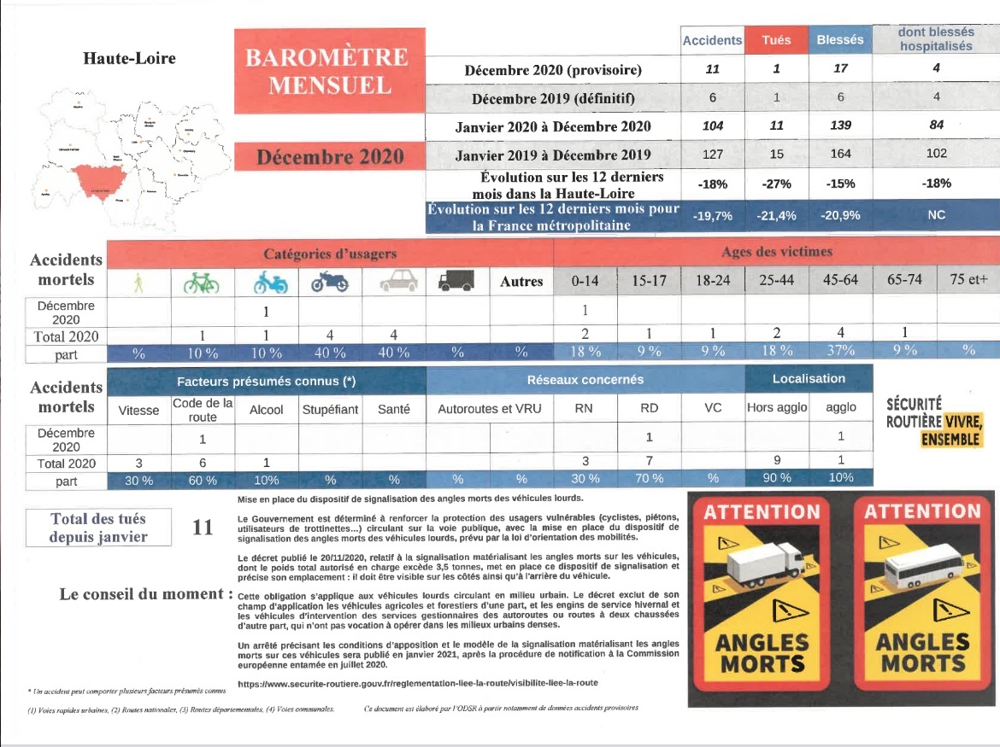 Haute-Loire
BAROMÈTRE
MENSUEL
Décembre 2020
Accidents Tués Blessés dont blessés hospitalisés
Décembre 2020 (provisoire) 11 1 17 4
Décembre 2019 (définitif) 6 1 6 4
Janvier 2020 à Décembre 2020 104 11 139 84
Janvier 2019 à Décembre 2019 127 15 164 102
Évolution sur les 12 derniers
mois dans la Haute-Loire -18% -27% -15% -18%
Évolution sur les 12 derniers mois pour
la France métropolitaine -19,7% -21,4% -20,9% NC
Accidents
mortels
Catégories d'usagers Ages des victimes
Autres 0-14 15-17 18-24 25-44 45-64 65-74 75 et+
Décembre
2020 1 1
Total 2020 1 1 4 4 2 1 1 2 4 1
part % 10 % 10 % 40 % 40 % % % 18 % 9 % 9 % 18 % 37% 9 % %
Accidents
mortels
Facteurs présumés connus (*) Réseaux concernés Localisation
Vitesse Code de la route Alcool Stupéfiant Santé Autoroutes et VRU RN RD VC Hors agglo agglo
Décembre
2020 1 1 1
Total 2020 3 6 1 3 7 9 1
part 30 % 60 % 10% % % % % 30 % 70 % % 90 % 10%
SÉCURITÉ
ROUTIÈRE VIVRE,
ENSEMBLE
Total des tués
depuis janvier
11
Le conseil du moment :
Mise en place du dispositif de signalisation des angles morts des véhicules lourds.
Le Gouvernement est déterminé à renforcer la protection des usagers vulnérables (cyclistes, piétons,
utilisateurs de trottinettes...) circulant sur la voie publique, avec la mise en place du dispositif de
signalisation des angles morts des véhicules lourds, prévu par la loi d'orientation des mobilités.
Le décret publié le 20/11/2020, relatif à la signalisation matérialisant les angles morts sur les véhicules,
dont le poids total autorisé en charge excède 3,5 tonnes, met en place ce dispositif de signalisation et
précise son emplacement : il doit être visible sur les côtés ainsi qu'à l'arrière du véhicule.
Cette obligation s'applique aux véhicules lourds circulant en milieu urbain. Le décret exclut de son
champ d'application les véhicules agricoles et forestiers d'une part, et les engins de service hivernal et
les véhicules d'intervention des services gestionnaires des autoroutes ou routes à deux chaussées
d'autre part, qui n'ont pas vocation à opérer dans les milieux urbains denses.
Un arrêté précisant les conditions d'apposition et le modèle de la signalisation matérialisant les angles
morts sur ces véhicules sera publié en janvier 2021, après la procédure de notification à la Commission
européenne entamée en juillet 2020.
https://www.securite-routiere.gouv.fr/reglementation-liee-la-route/visibilite-liee-la-route
ATTENTION
ANGLES
MORTS
ATTENTION
ANGLES
MORTS
* Un accident peut comporter plusieurs facteurs présumés connus
(1) Voies rapides urbaines, (2) Routes nationales, (3) Routes départementales, (4) Voies communales.
Ce document est élaboré par l'ODSR à partir notamment de données accidents provisoires